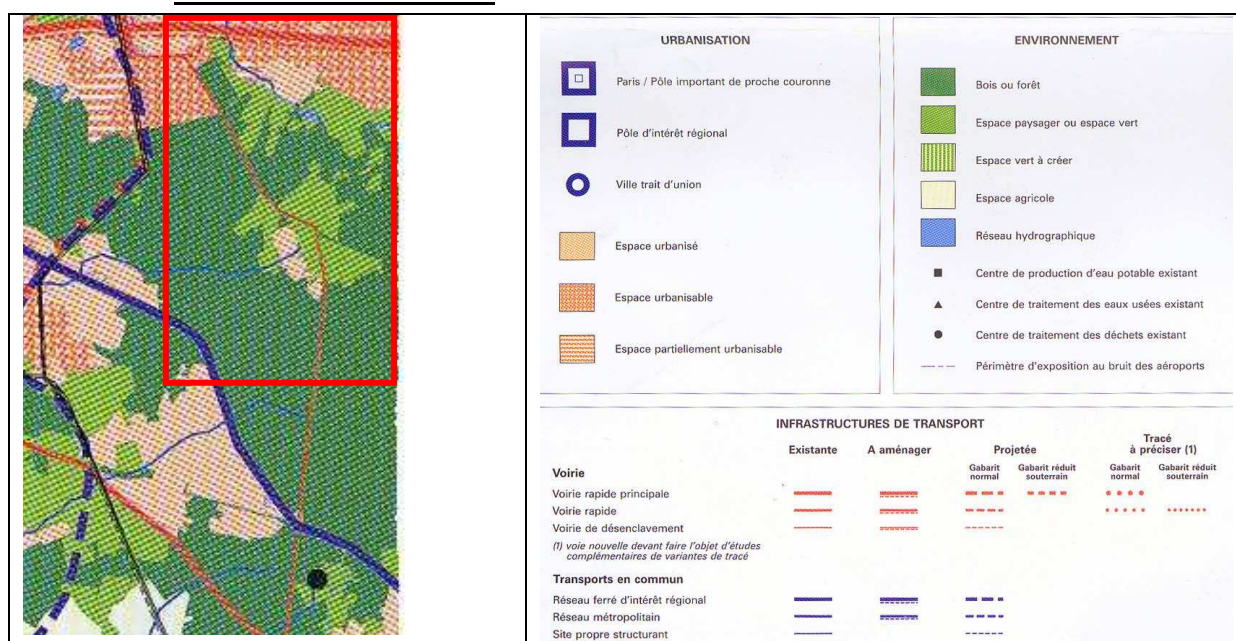 URBANISATION
Paris / Pôle important de proche couronne
Pôle d'intérêt régional
Ville trait d'union
Espace urbanisé
Espace urbanisable
Espace partiellement urbanisable
ENVIRONNEMENT
Bois ou forêt
Espace paysager ou espace vert
Espace vert à créer
Espace agricole
Réseau hydrographique
Centre de production d'eau potable existant
Centre de traitement des eaux usées existant
Centre de traitement des déchets existant
Périmètre d'exposition au bruit des aéroports
INFRASTRUCTURES DE TRANSPORT
Existante A aménager Projetée Tracé à préciser (1)
Gabarit normal Gabarit réduit souterrain Gabarit normal Gabarit réduit souterrain
Voirie
Voirie rapide principale
Voirie rapide
Voirie de désenclavement
(1) voie nouvelle devant faire l'objet d'études
complémentaires de variantes de tracé
Transports en commun
Réseau ferré d'intérêt régional
Réseau métropolitain
Site propre structurant